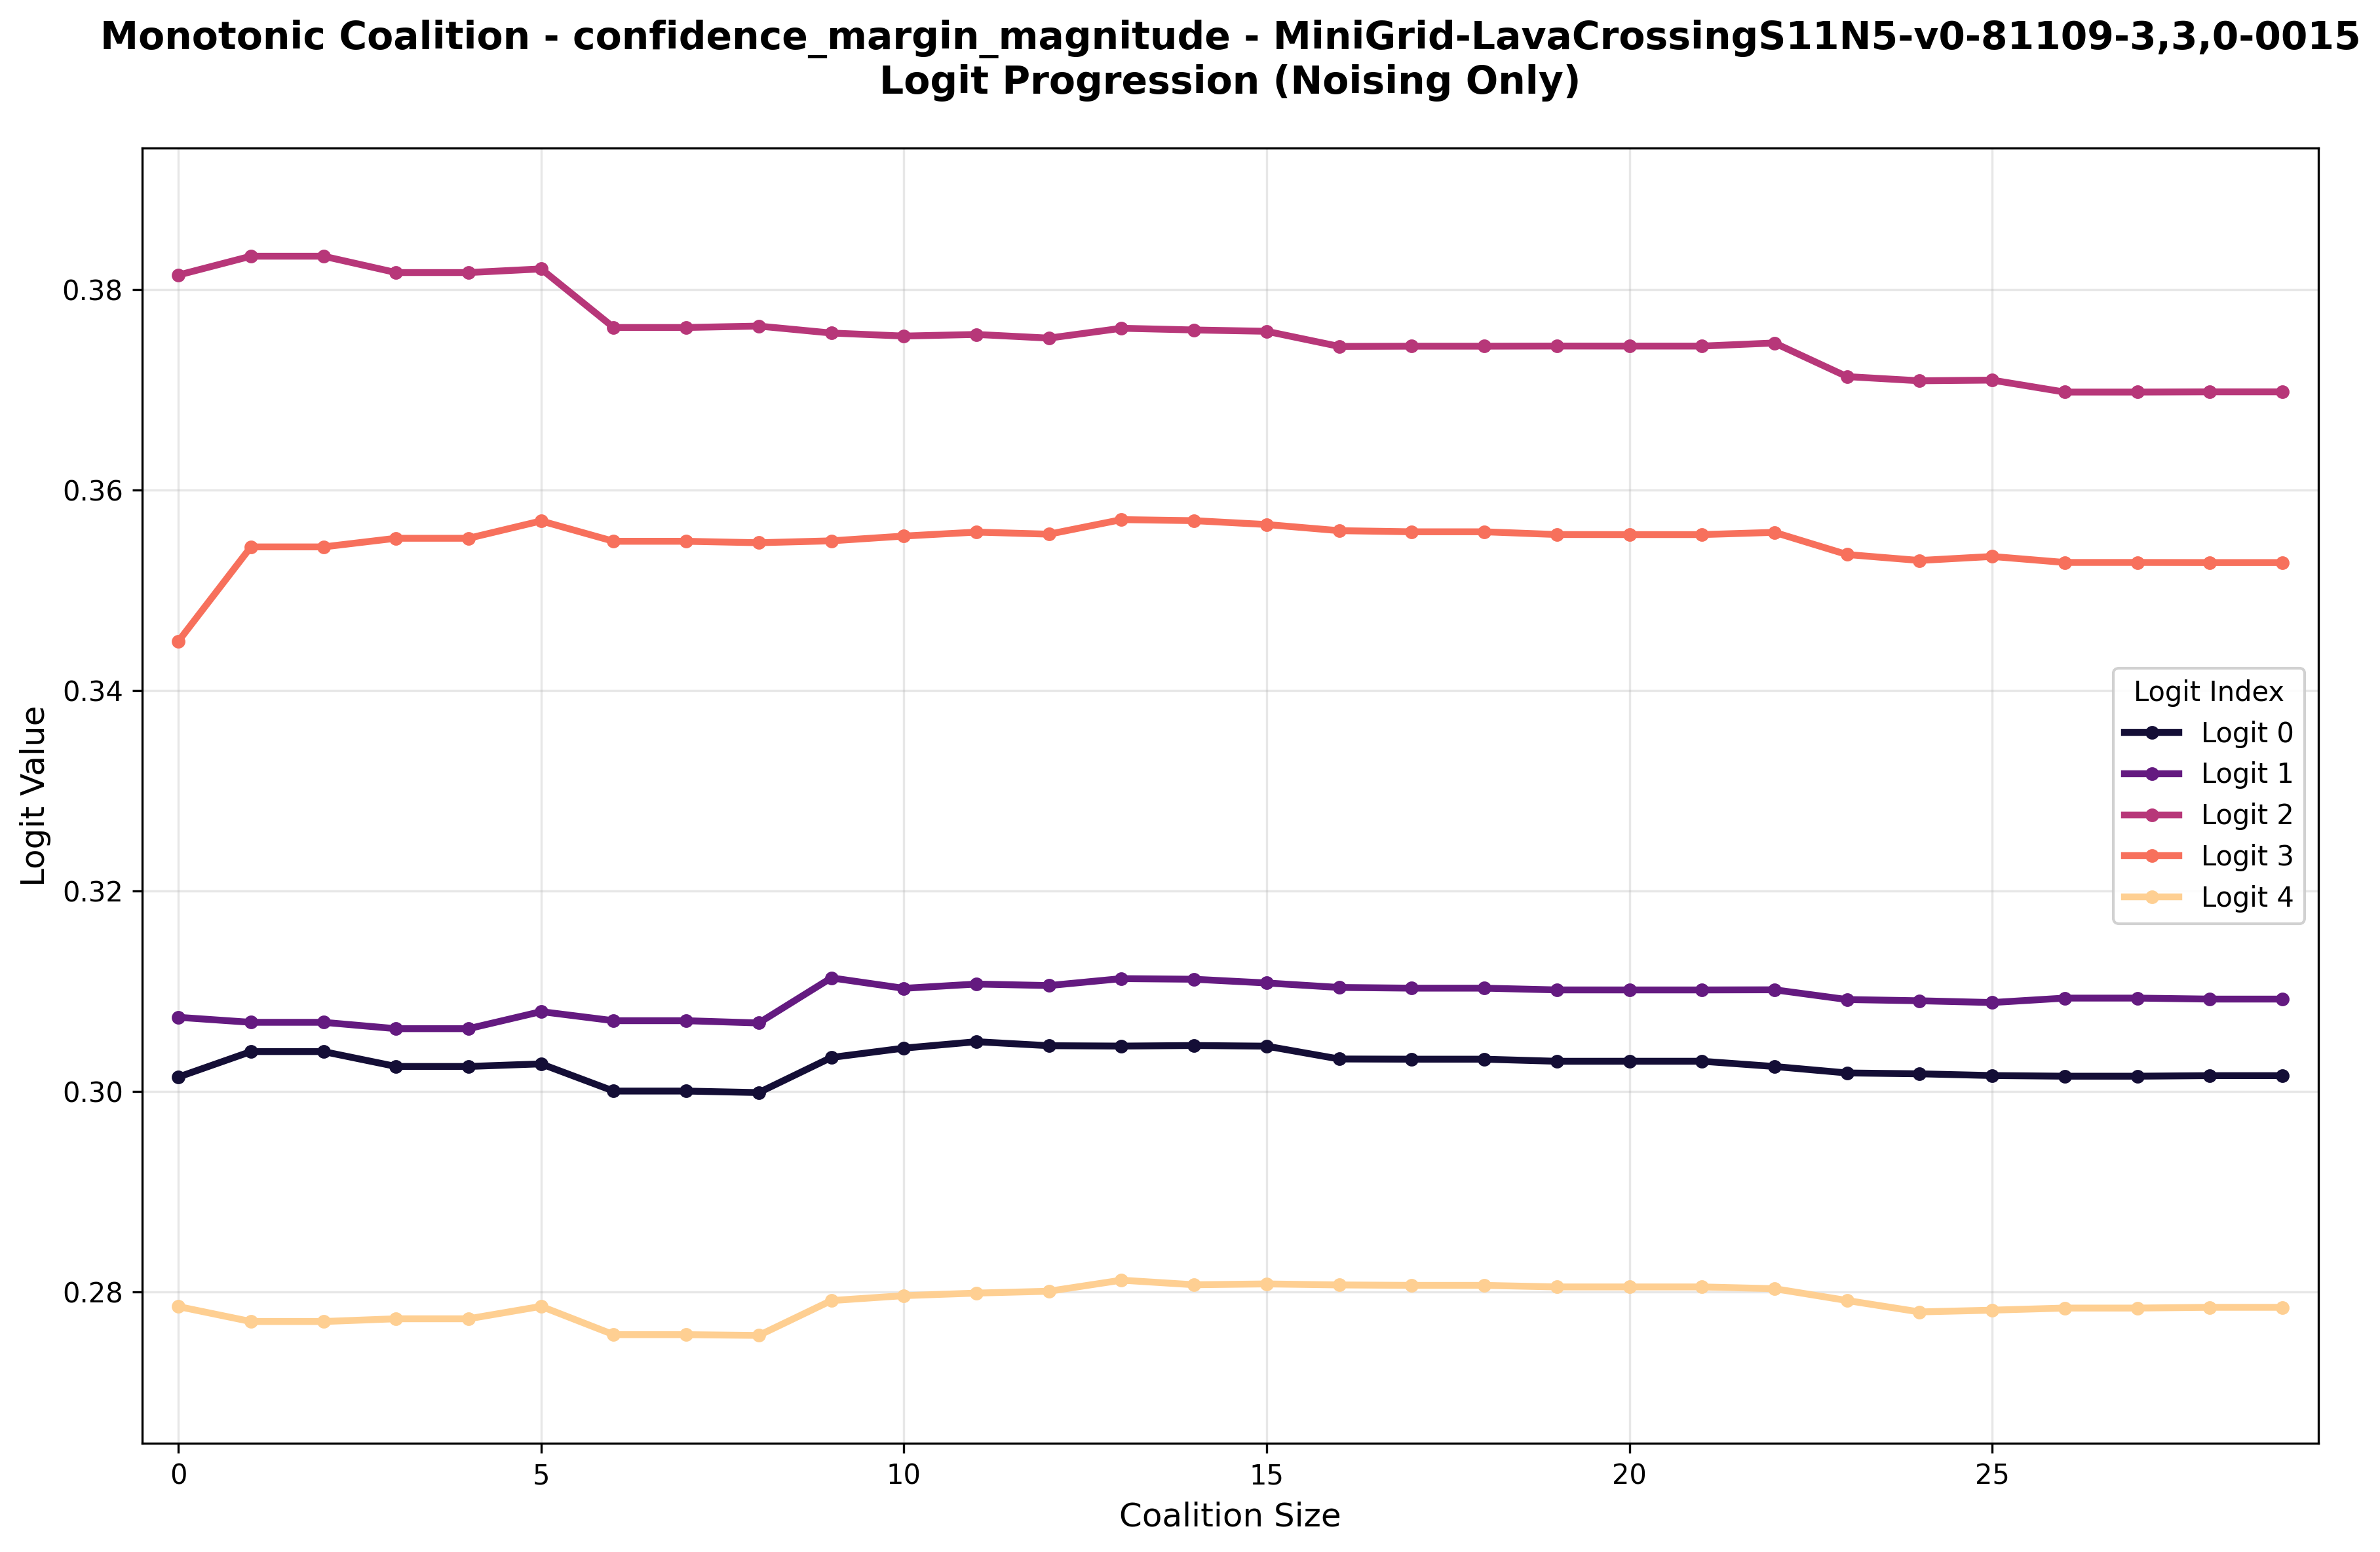 Monotonic Coalition - confidence_margin_magnitude - MiniGrid-LavaCrossingS11N5-v0-81109-3,3,0-0015
Logit Progression (Noising Only)
Logit Value
0.38
0.36
0.34
0.32
0.30
0.28
Logit Index
Logit 0
Logit 1
Logit 2
Logit 3
Logit 4
0 5 10 15 20 25
Coalition Size